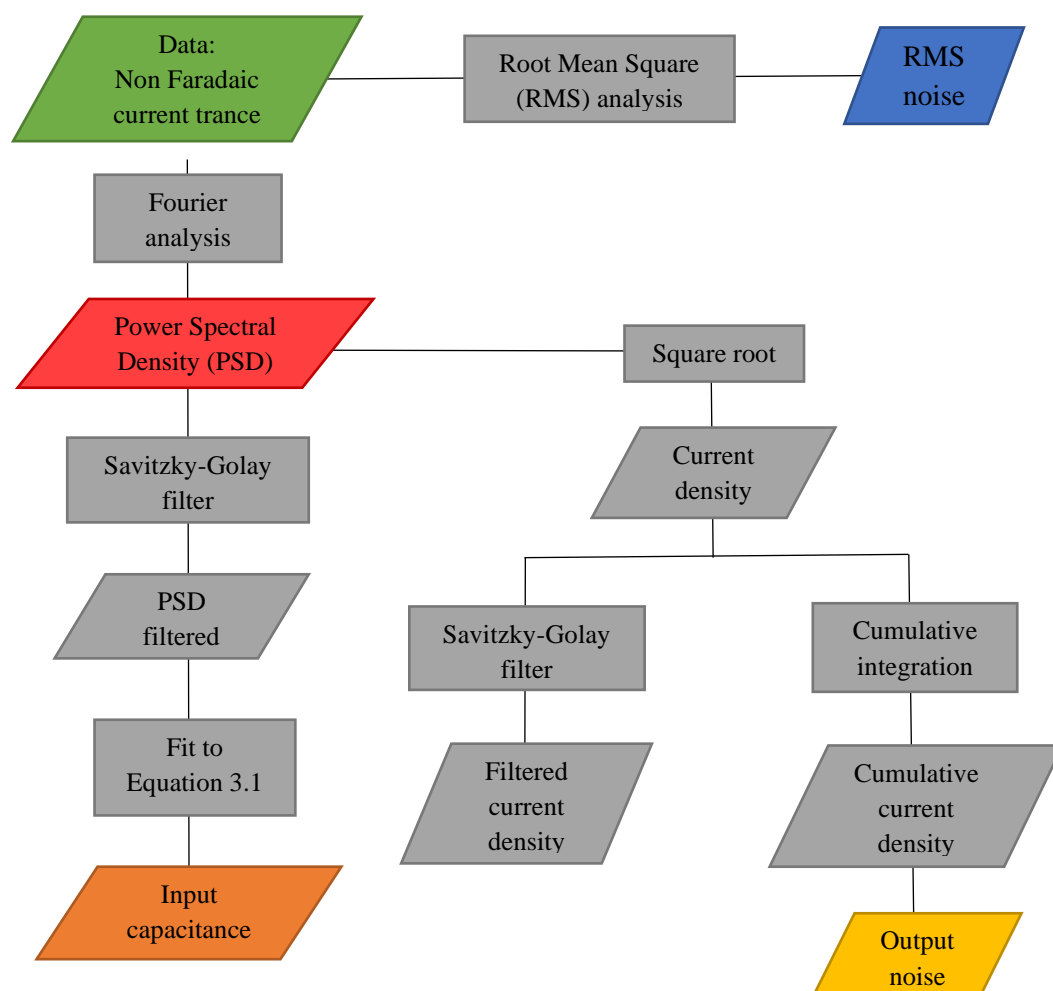 Data:
Non Faradaic
current trance
Root Mean Square
(RMS) analysis
RMS
noise
Fourier
analysis
Power Spectral
Density (PSD)
Square root
Savitzky-Golay
filter
Current
density
PSD
filtered
Savitzky-Golay
filter
Cumulative
integration
Fit to
Equation 3.1
Filtered
current
density
Cumulative
current
density
Input
capacitance
Output
noise